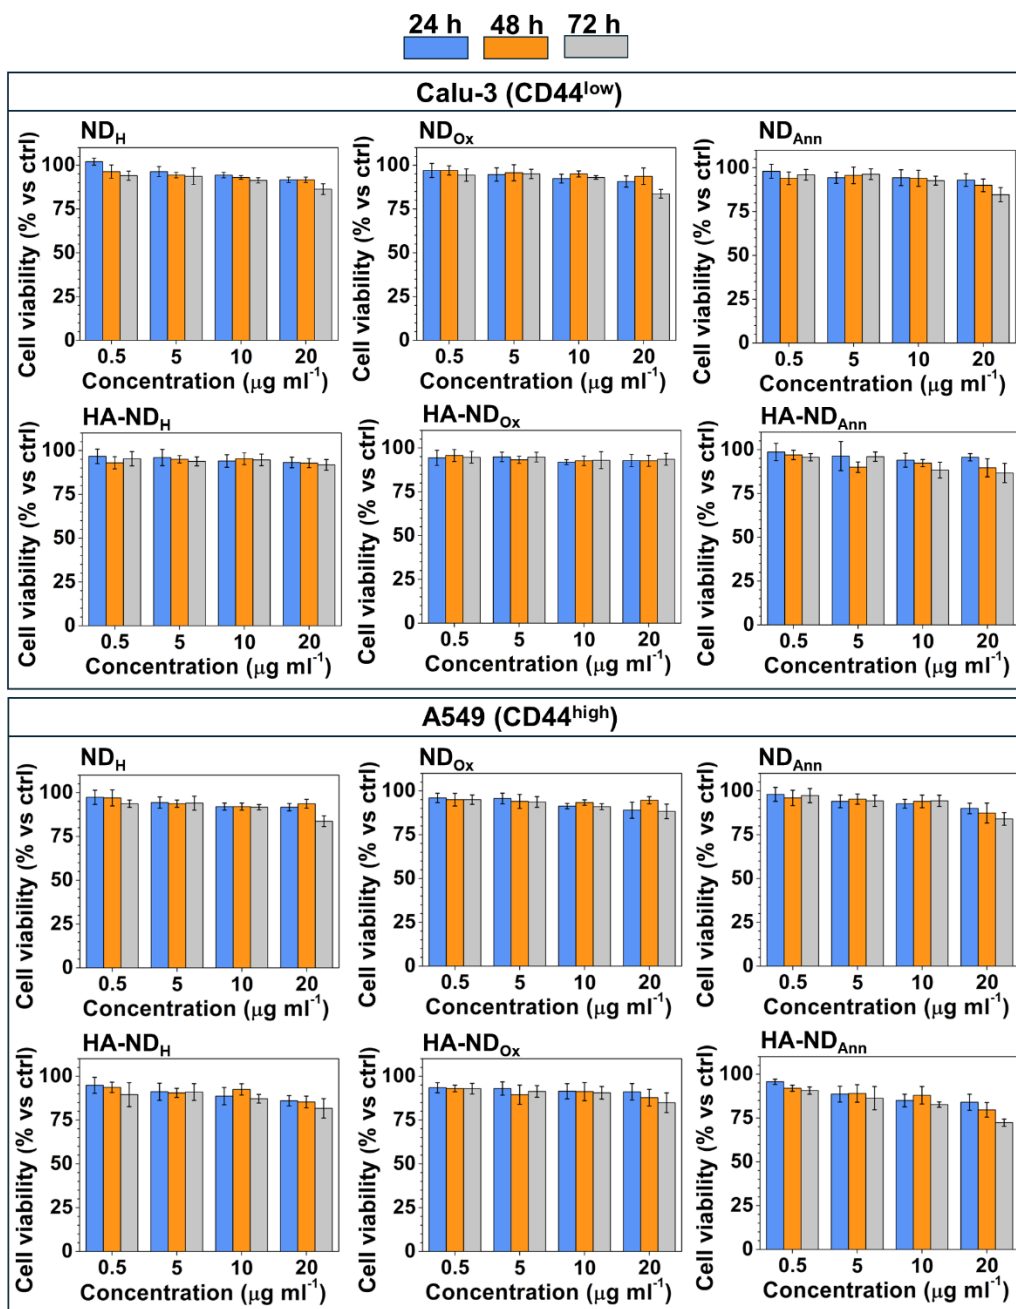 24 h 48 h 72 h
Calu-3 (CD44low)
NDH
Cell viability (% vs ctrl)
100
75
50
25
0
0.5 5 10 20
Concentration (μg ml-1)
NDOx
Cell viability (% vs ctrl)
100
75
50
25
0
0.5 5 10 20
Concentration (μg ml-1)
NDAnn
Cell viability (% vs ctrl)
100
75
50
25
0
0.5 5 10 20
Concentration (μg ml-1)
HA-NDH
Cell viability (% vs ctrl)
100
75
50
25
0
0.5 5 10 20
Concentration (μg ml-1)
HA-NDOx
Cell viability (% vs ctrl)
100
75
50
25
0
0.5 5 10 20
Concentration (μg ml-1)
HA-NDAnn
Cell viability (% vs ctrl)
100
75
50
25
0
0.5 5 10 20
Concentration (μg ml-1)
A549 (CD44high)
NDH
Cell viability (% vs ctrl)
100
75
50
25
0
0.5 5 10 20
Concentration (μg ml-1)
NDOx
Cell viability (% vs ctrl)
100
75
50
25
0
0.5 5 10 20
Concentration (μg ml-1)
NDAnn
Cell viability (% vs ctrl)
100
75
50
25
0
0.5 5 10 20
Concentration (μg ml-1)
HA-NDH
Cell viability (% vs ctrl)
100
75
50
25
0
0.5 5 10 20
Concentration (μg ml-1)
HA-NDOx
Cell viability (% vs ctrl)
100
75
50
25
0
0.5 5 10 20
Concentration (μg ml-1)
HA-NDAnn
Cell viability (% vs ctrl)
100
75
50
25
0
0.5 5 10 20
Concentration (μg ml-1)